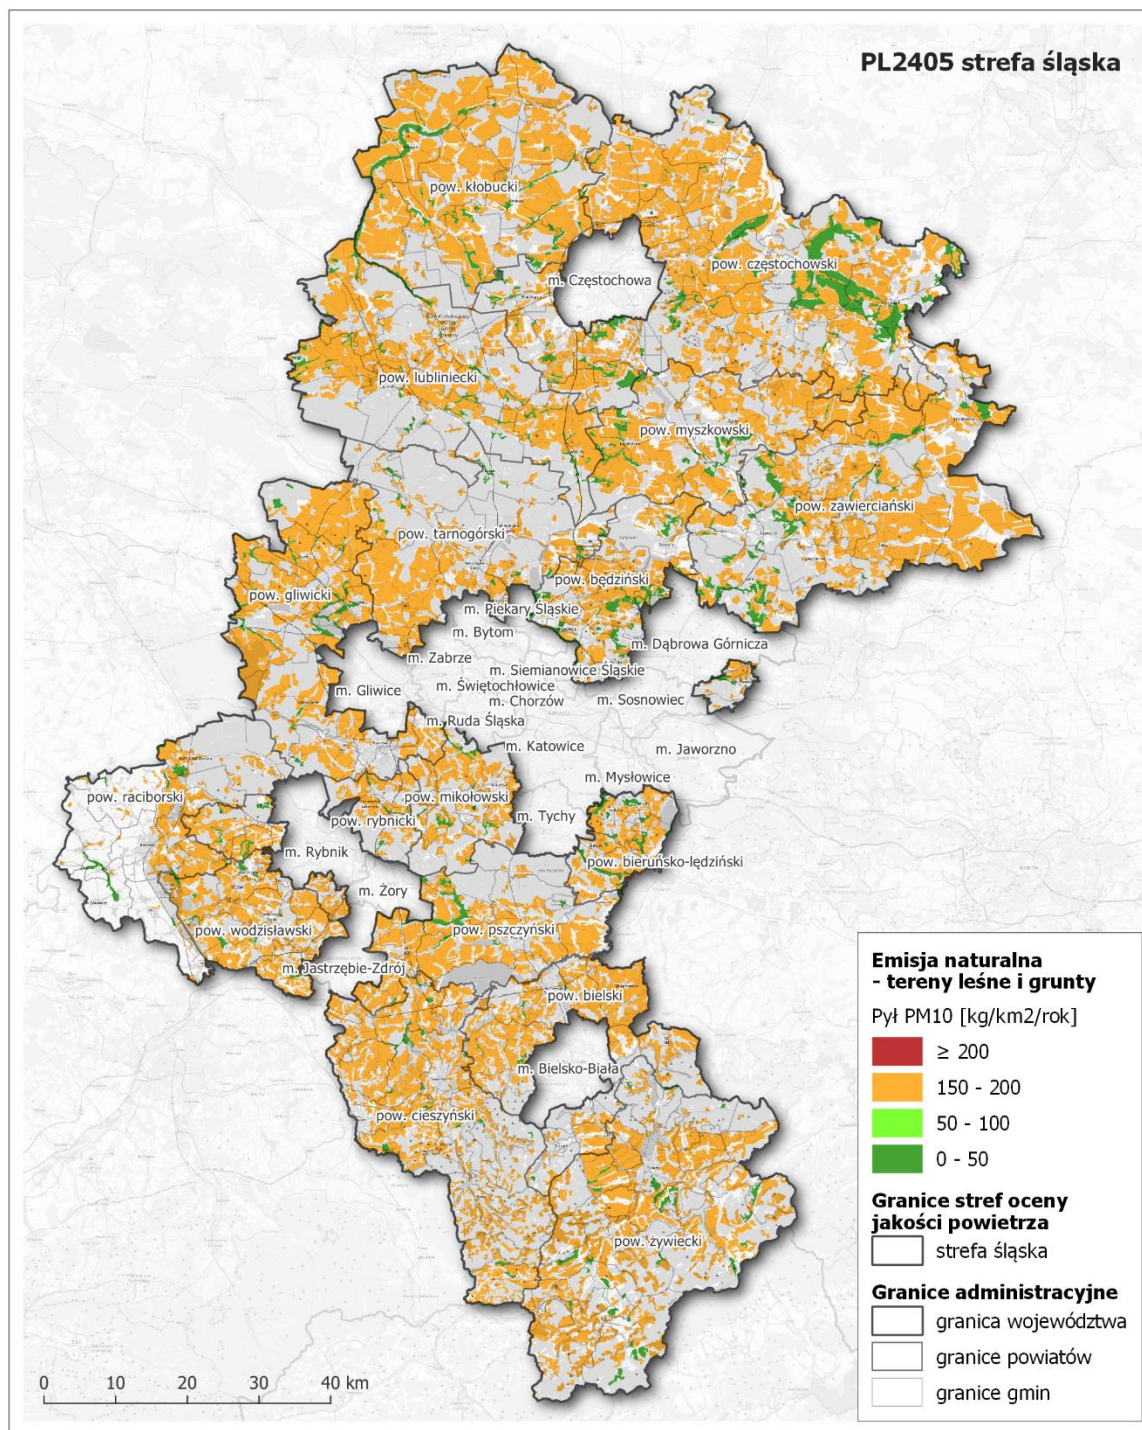 PL2405 strefa śląska
pow. kłobucki
pow. częstochowski
m. Częstochowa
pow. lubliniecki
pow. myszkowski
pow. zawierciański
pow. tarnogórski
pow. będziński
pow. gliwicki
m. Piekary Śląskie
m. Bytom
m. Dąbrowa Górnicza
m. Zabrze
m. Siemianowice Śląskie
m. Gliwice
m. Świętochłowice
m. Chorzów
m. Sosnowiec
m. Ruda Śląska
m. Katowice
m. Jaworzno
m. Mysłowice
pow. raciborski
pow. mikołowski
pow. rybnicki
m. Tychy
m. Rybnik
pow. bieruńsko-lędziński
m. Żory
pow. wodzisławski
pow. pszczyński
m. Jastrzębie-Zdrój
pow. bielski
m. Bielsko-Biała
pow. cieszyński
pow. żywiecki
Emisja naturalna
- tereny leśne i grunty
Pył PM10 [kg/km2/rok]
≥ 200
150 - 200
50 - 100
0 - 50
Granice stref oceny
jakości powietrza
strefa śląska
Granice administracyjne
granica województwa
granice powiatów
granice gmin
0 10 20 30 40 km